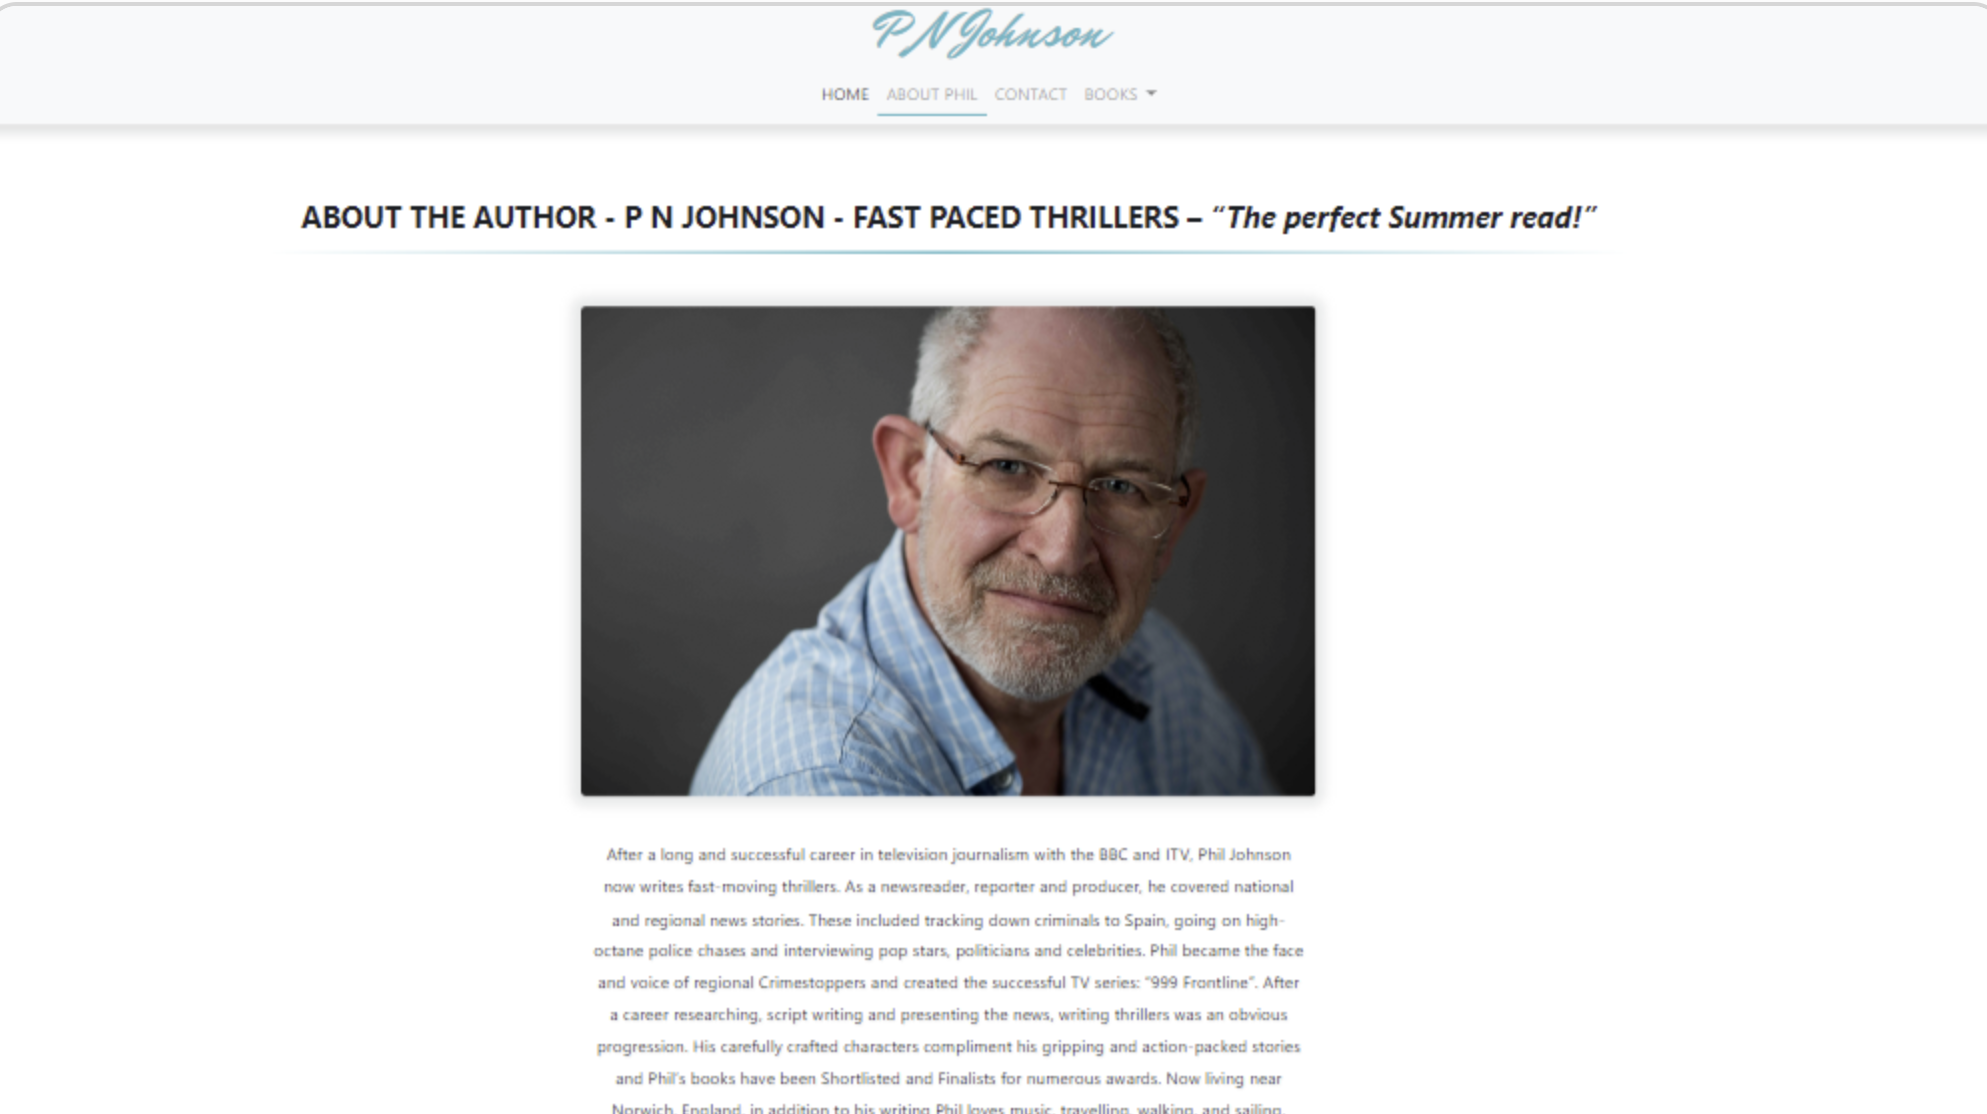 P N Johnson
HOME ABOUT PHIL CONTACT BOOKS
ABOUT THE AUTHOR - P N JOHNSON - FAST PACED THRILLERS – “The perfect Summer read!”
After a long and successful career in television journalism with the BBC and ITV, Phil Johnson
now writes fast-moving thrillers. As a newsreader, reporter and producer, he covered national
and regional news stories. These included tracking down criminals to Spain, going on high-
octane police chases and interviewing pop stars, politicians and celebrities. Phil became the face
and voice of regional Crimestoppers and created the successful TV series: “999 Frontline”. After
a career researching, script writing and presenting the news, writing thrillers was an obvious
progression. His carefully crafted characters compliment his gripping and action-packed stories
and Phil’s books have been Shortlisted and Finalists for numerous awards. Now living near
Norwich, England, in addition to his writing Phil loves music, travelling, walking, and sailing.